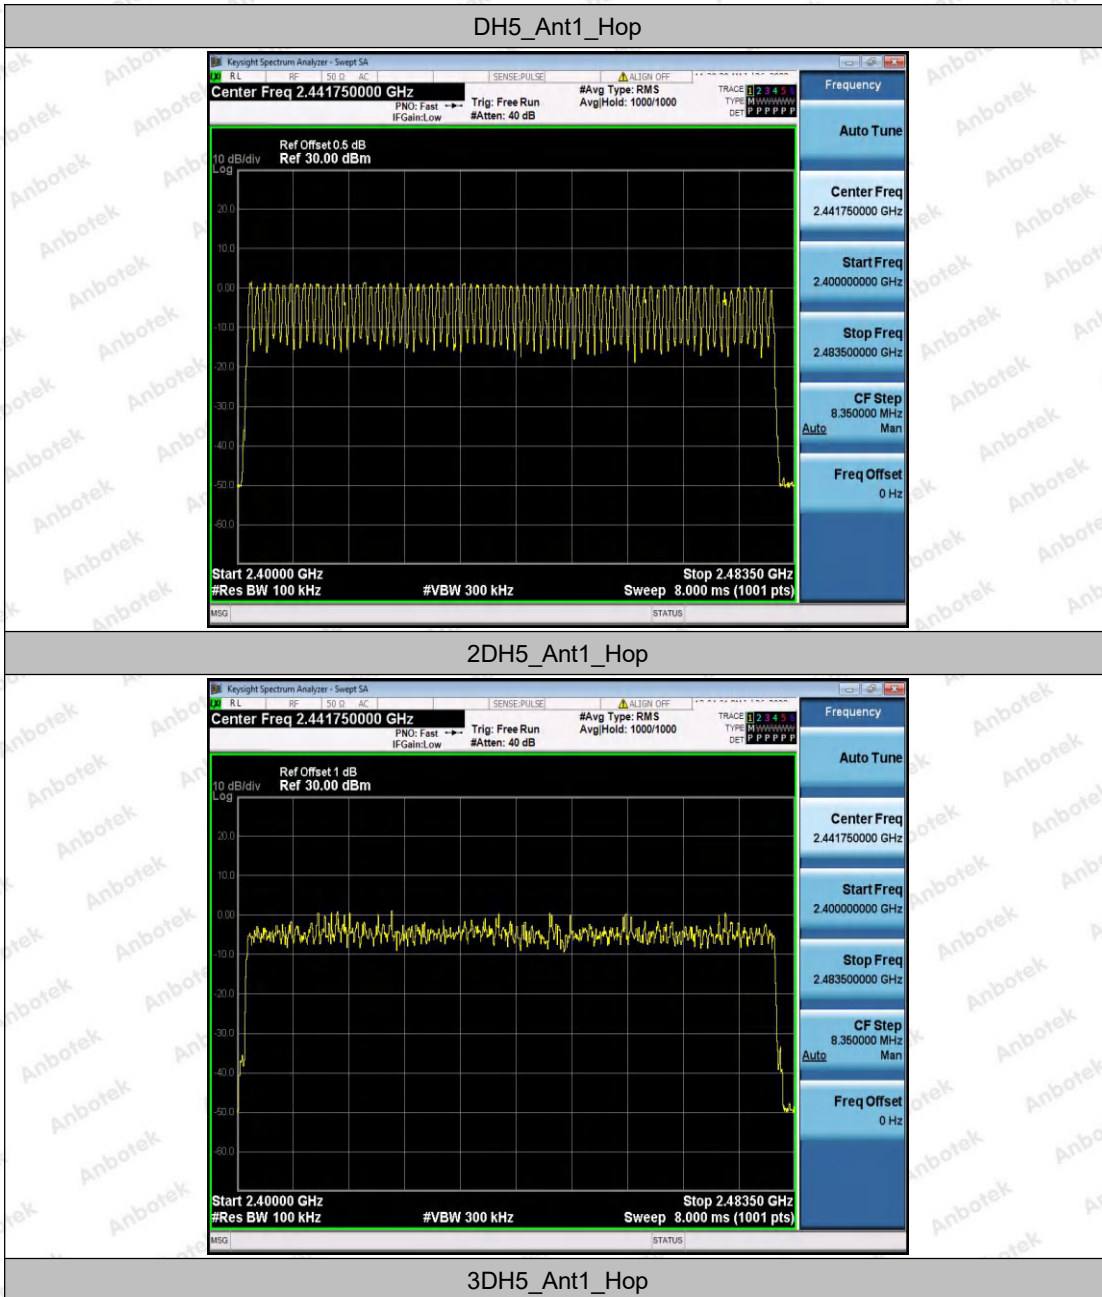 DH5_Ant1_Hop
Keysight Spectrum Analyzer - Swept SA
RL RF 50 Ω AC SENSE:PULSE ALIGN OFF
Center Freq 2.441750000 GHz
PNO: Fast
IFGain:Low
Trig: Free Run
#Atten: 40 dB
#Avg Type: RMS
Avg|Hold: 1000/1000
TRACE 1 2 3 4 5 6
TYPE M WWWWW
DET P P P P P P
Frequency
Auto Tune
Ref Offset 0.5 dB
10 dB/div Ref 30.00 dBm
Log
20.0
10.0
0.00
-10.0
-20.0
-30.0
-40.0
-50.0
-60.0
Center Freq
2.441750000 GHz
Start Freq
2.400000000 GHz
Stop Freq
2.483500000 GHz
CF Step
8.350000 MHz
Auto Man
Freq Offset
0 Hz
Start 2.40000 GHz Stop 2.48350 GHz
#Res BW 100 kHz #VBW 300 kHz Sweep 8.000 ms (1001 pts)
MSG STATUS
2DH5_Ant1_Hop
Keysight Spectrum Analyzer - Swept SA
RL RF 50 Ω AC SENSE:PULSE ALIGN OFF
Center Freq 2.441750000 GHz
PNO: Fast
IFGain:Low
Trig: Free Run
#Atten: 40 dB
#Avg Type: RMS
Avg|Hold: 1000/1000
TRACE 1 2 3 4 5 6
TYPE M WWWWW
DET P P P P P P
Frequency
Auto Tune
Ref Offset 1 dB
10 dB/div Ref 30.00 dBm
Log
20.0
10.0
0.00
-10.0
-20.0
-30.0
-40.0
-50.0
-60.0
Center Freq
2.441750000 GHz
Start Freq
2.400000000 GHz
Stop Freq
2.483500000 GHz
CF Step
8.350000 MHz
Auto Man
Freq Offset
0 Hz
Start 2.40000 GHz Stop 2.48350 GHz
#Res BW 100 kHz #VBW 300 kHz Sweep 8.000 ms (1001 pts)
MSG STATUS
3DH5_Ant1_Hop